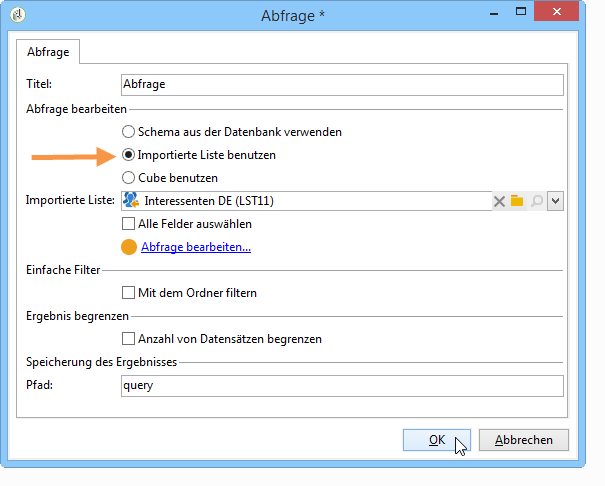 Abfrage *
Abfrage
Titel: Abfrage
Abfrage bearbeiten
Schema aus der Datenbank verwenden
Importierte Liste benutzen
Cube benutzen
Importierte Liste: Interessenten DE (LST11)
Alle Felder auswählen
Abfrage bearbeiten...
Einfache Filter
Mit dem Ordner filtern
Ergebnis begrenzen
Anzahl von Datensätzen begrenzen
Speicherung des Ergebnisses
Pfad: query
OK Abbrechen